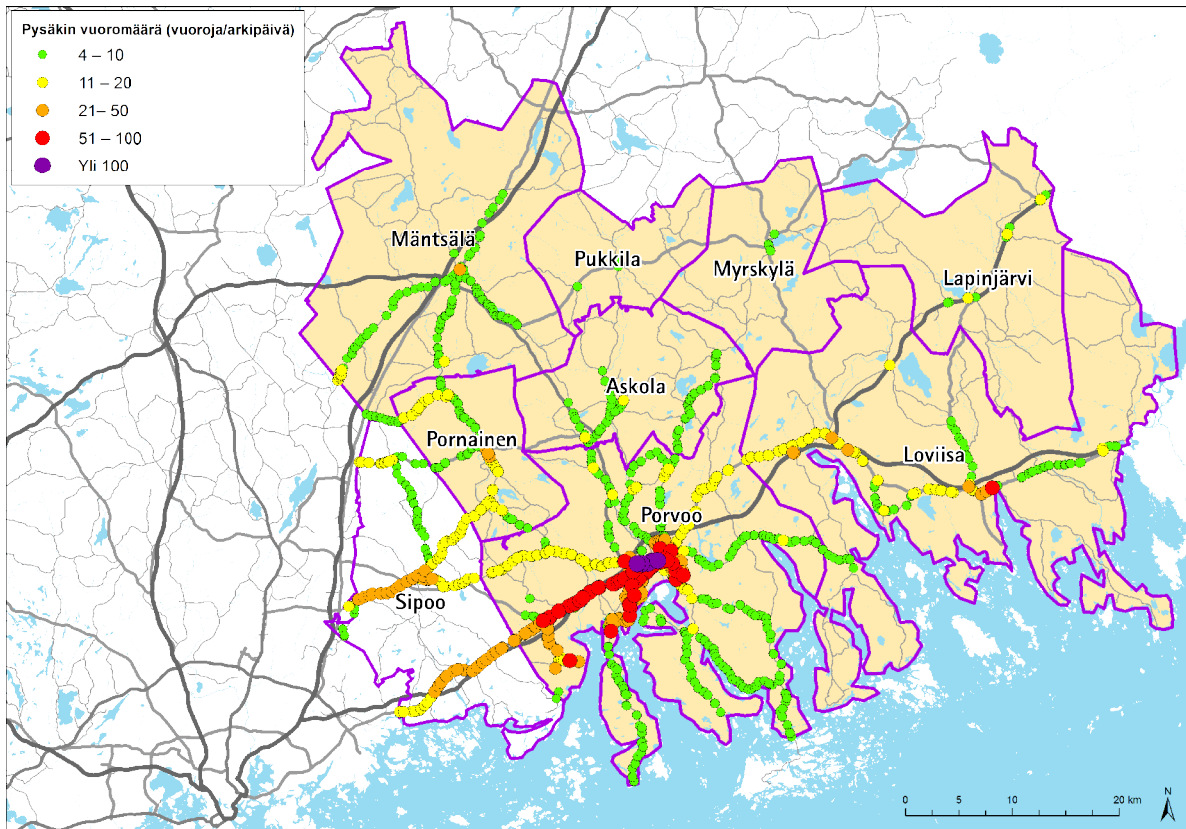 Pysäkin vuoromäärä (vuoroja/arkipäivä)
4 – 10
11 – 20
21– 50
51 – 100
Yli 100
Mäntsälä
Pukkila
Myrskylä
Lapinjärvi
Askola
Pornainen
Loviisa
Porvoo
Sipoo
N
0 5 10 20 km